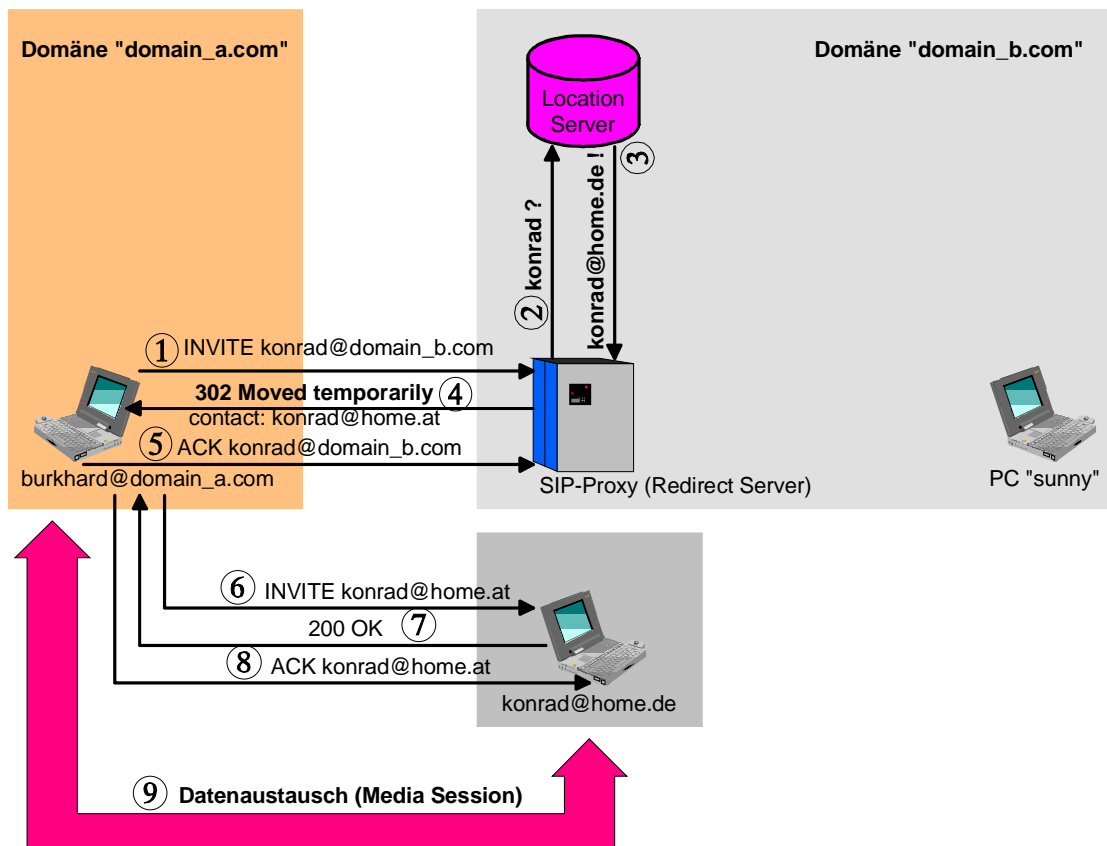 Domäne "domain_a.com"
Domäne "domain_b.com"
Location
Server
② konrad ?
konrad@home.de !
③
① INVITE konrad@domain_b.com
302 Moved temporarily ④
contact: konrad@home.at
⑤ ACK konrad@domain_b.com
burkhard@domain_a.com
SIP-Proxy (Redirect Server)
PC "sunny"
⑥ INVITE konrad@home.at
200 OK ⑦
⑧ ACK konrad@home.at
konrad@home.de
⑨ Datenaustausch (Media Session)